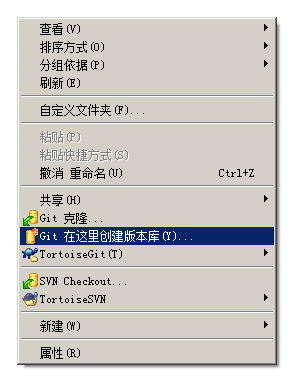 查看(V)
排序方式(O)
分组依据(P)
刷新(E)
自定义文件夹(F)...
粘贴(P)
粘贴快捷方式(S)
撤消 重命名(U) Ctrl+Z
共享(H)
Git 克隆...
Git 在这里创建版本库(Y)...
TortoiseGit(T)
SVN Checkout...
TortoiseSVN
新建(W)
属性(R)